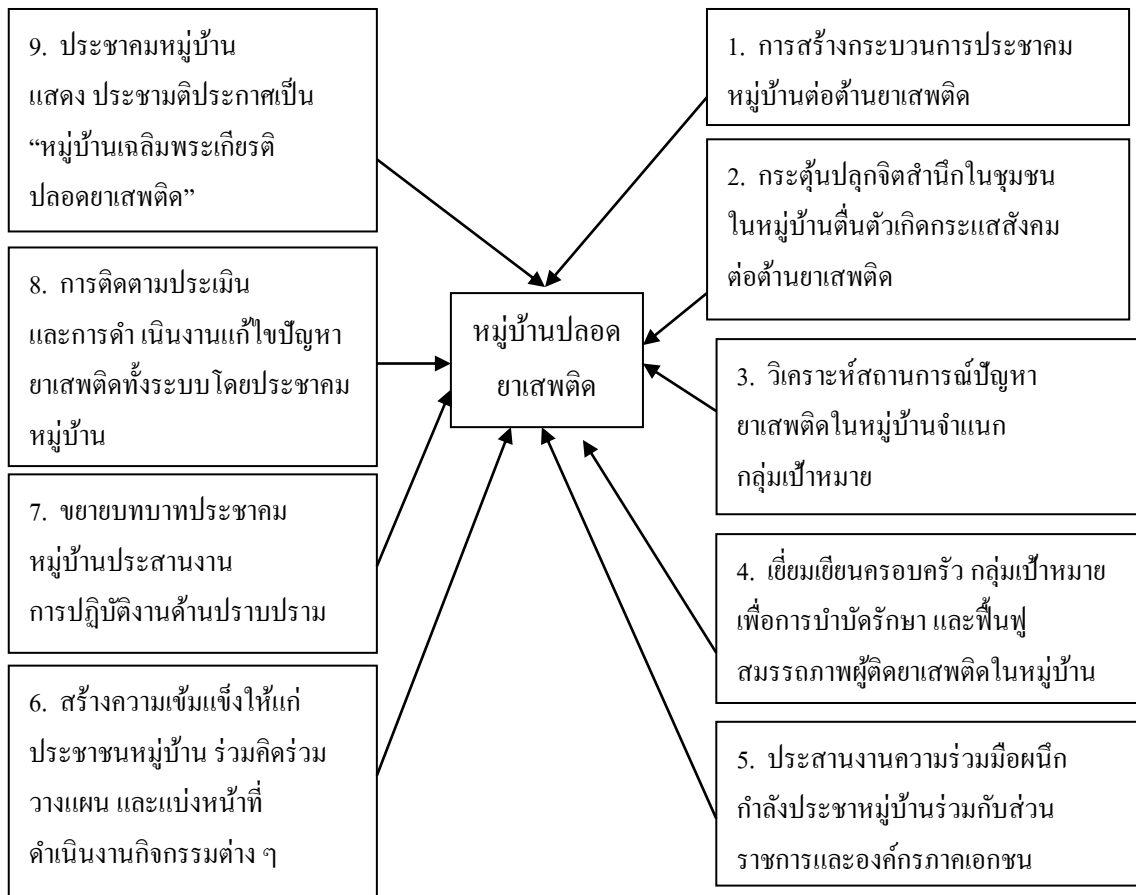 9. ประชาคมหมู่บ้าน
แสดง ประชามติประกาศเป็น
“หมู่บ้านเฉลิมพระเกียรติ
ปลอดยาเสพติด”
8. การติดตามประเมิน
และการดำ เนินงานแก้ไขปัญหา
ยาเสพติดทั้งระบบโดยประชาคม
หมู่บ้าน
7. ขยายบทบาทประชาคม
หมู่บ้านประสานงาน
การปฏิบัติงานด้านปราบปราม
6. สร้างความเข้มแข็งให้แก่
ประชาชนหมู่บ้าน ร่วมคิดร่วม
วางแผน และแบ่งหน้าที่
ดำเนินงานกิจกรรมต่าง ๆ
หมู่บ้านปลอด
ยาเสพติด
1. การสร้างกระบวนการประชาคม
หมู่บ้านต่อต้านยาเสพติด
2. กระตุ้นปลุกจิตสำนึกในชุมชน
ในหมู่บ้านตื่นตัวเกิดกระแสสังคม
ต่อต้านยาเสพติด
3. วิเคราะห์สถานการณ์ปัญหา
ยาเสพติดในหมู่บ้านจำแนก
กลุ่มเป้าหมาย
4. เยี่ยมเยียนครอบครัว กลุ่มเป้าหมาย
เพื่อการบำบัดรักษา และฟื้นฟู
สมรรถภาพผู้ติดยาเสพติดในหมู่บ้าน
5. ประสานงานความร่วมมือผนึก
กำลังประชาหมู่บ้านร่วมกับส่วน
ราชการและองค์กรภาคเอกชน